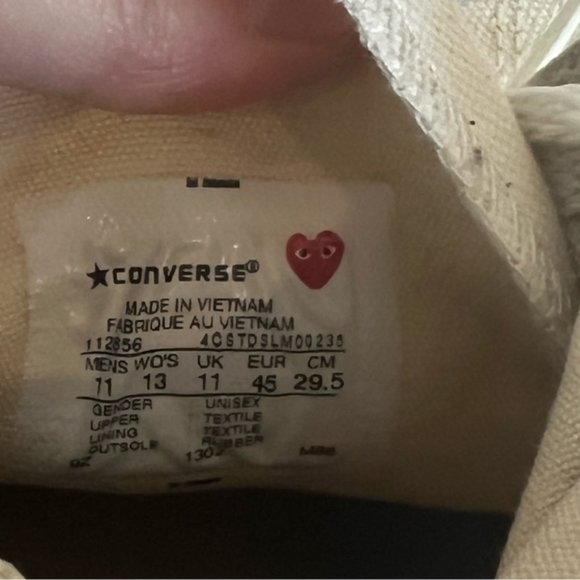 CONVERSE®
MADE IN VIETNAM
FABRIQUE AU VIETNAM
112856 4CSTDSLM00235
MENS WO'S UK EUR CM
11 13 11 45 29.5
GENDER UNISEX
UPPER TEXTILE
LINING TEXTILE
OUTSOLE RUBBER